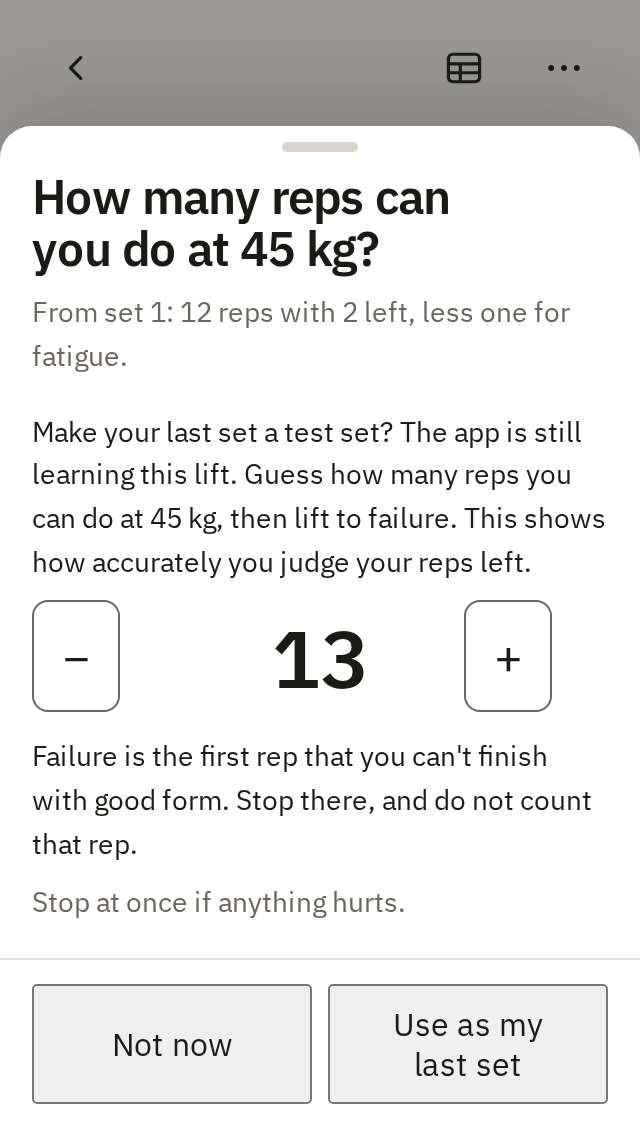 How many reps can
you do at 45 kg?
From set 1: 12 reps with 2 left, less one for
fatigue.
Make your last set a test set? The app is still
learning this lift. Guess how many reps you
can do at 45 kg, then lift to failure. This shows
how accurately you judge your reps left.
− 13 +
Failure is the first rep that you can't finish
with good form. Stop there, and do not count
that rep.
Stop at once if anything hurts.
Not now
Use as my
last set